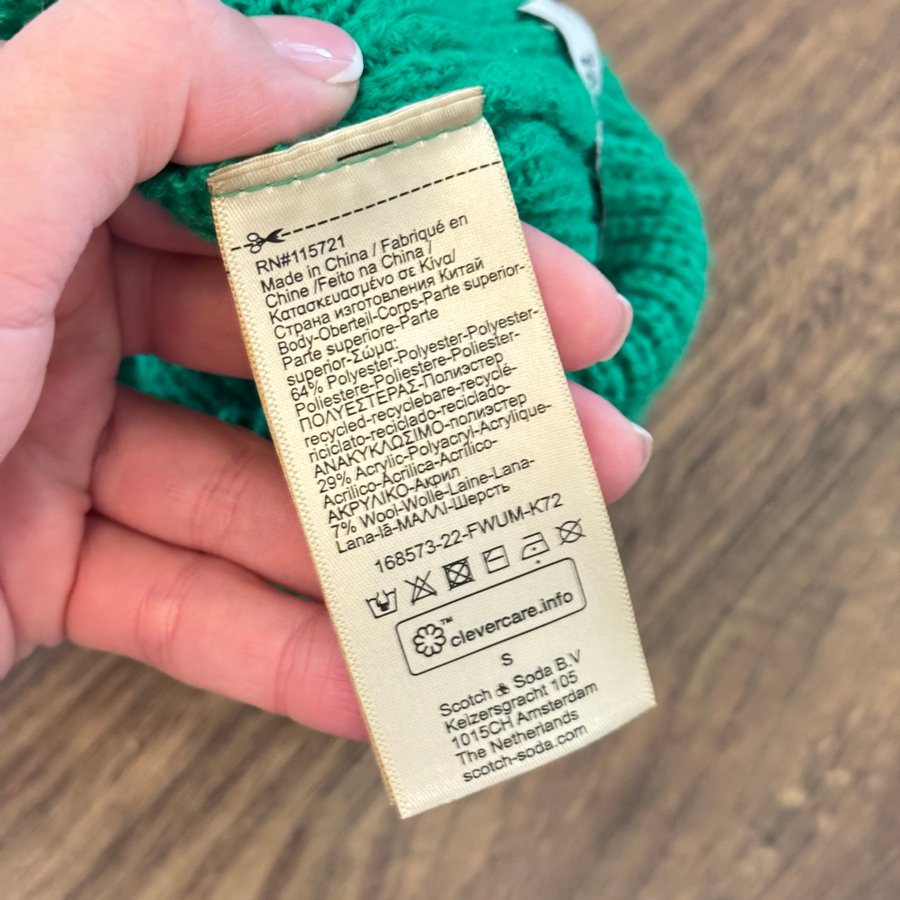 RN#115721
Made in China / Fabriqué en
Chine /Feito na China /
Κατασκευασμένο σε Κίνα/
Страна изготовления Китай
Body-Oberteil-Corps-Parte superior-
Parte superiore-Parte
superior-Σώμα:
64% Polyester-Polyester-Polyester-
Poliestere-Poliestere-Poliester-
ΠΟΛΥΕΣΤΕΡΑΣ-Полиэстер
recycled-recyclebare-recyclé-
riciclato-reciclado-reciclado-
ΑΝΑΚΥΚΛΩΣΙΜΟ-полиэстер
29% Acrylic-Polyacryl-Acrylique-
Acrilico-Acrílica-Acrílico-
ΑΚΡΥΛΙΚΟ-Акрил
7% Wool-Wolle-Laine-Lana-
Lana-lã-ΜΑΛΛΙ-Шерсть
168573-22-FWUM-K72
™ clevercare.info
S
Scotch & Soda B.V
Keizersgracht 105
1015CH Amsterdam
The Netherlands
scotch-soda.com